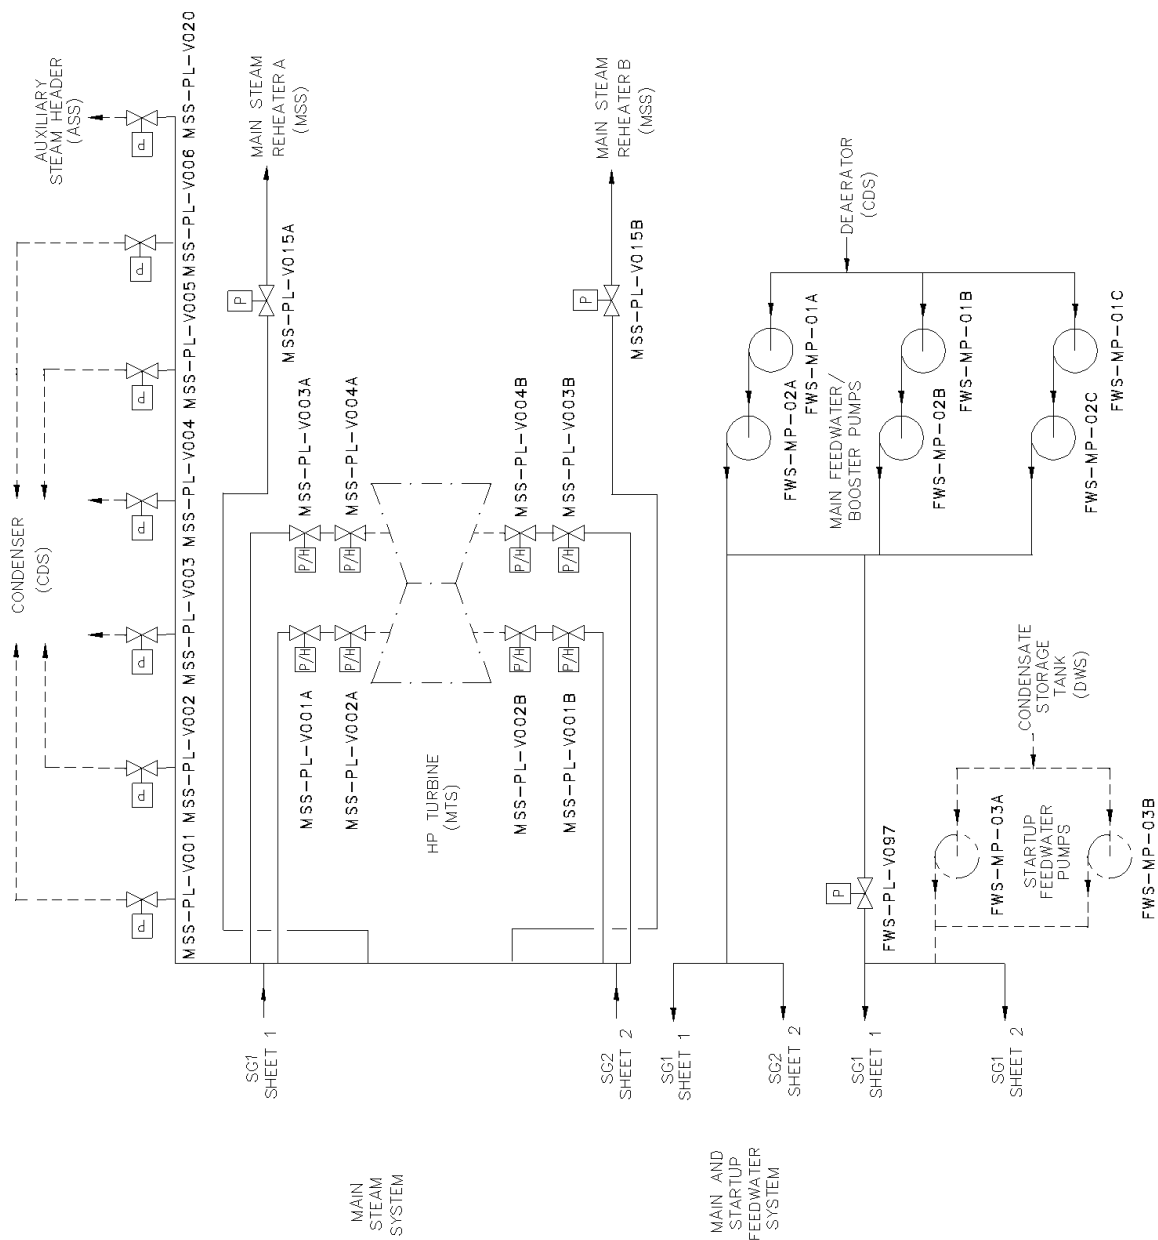 AUXILIARY
STEAM HEADER
(ASS)
CONDENSER
(CDS)
P
P
P
P
P
P
P
MSS-PL-V001
MSS-PL-V002
MSS-PL-V003
MSS-PL-V004
MSS-PL-V005
MSS-PL-V006
MSS-PL-V020
MAIN STEAM
REHEATER A
(MSS)
P
MSS-PL-V015A
MSS-PL-V003A
MSS-PL-V004A
P/H
P/H
P/H
P/H
MSS-PL-V001A
MSS-PL-V002A
HP TURBINE
(MTS)
MSS-PL-V004B
MSS-PL-V003B
P/H
P/H
P/H
P/H
MSS-PL-V002B
MSS-PL-V001B
MAIN STEAM
REHEATER B
(MSS)
P
MSS-PL-V015B
SG1
SHEET 1
SG2
SHEET 2
MAIN
STEAM
SYSTEM
DEAERATOR
(CDS)
FWS-MP-01A
FWS-MP-02A
MAIN FEEDWATER/
BOOSTER PUMPS
FWS-MP-01B
FWS-MP-02B
FWS-MP-01C
FWS-MP-02C
CONDENSATE
STORAGE
TANK
(DWS)
P
FWS-PL-V097
FWS-MP-03A
STARTUP
FEEDWATER
PUMPS
FWS-MP-03B
SG1
SHEET 1
SG2
SHEET 2
SG1
SHEET 1
SG1
SHEET 2
MAIN AND
STARTUP
FEEDWATER
SYSTEM